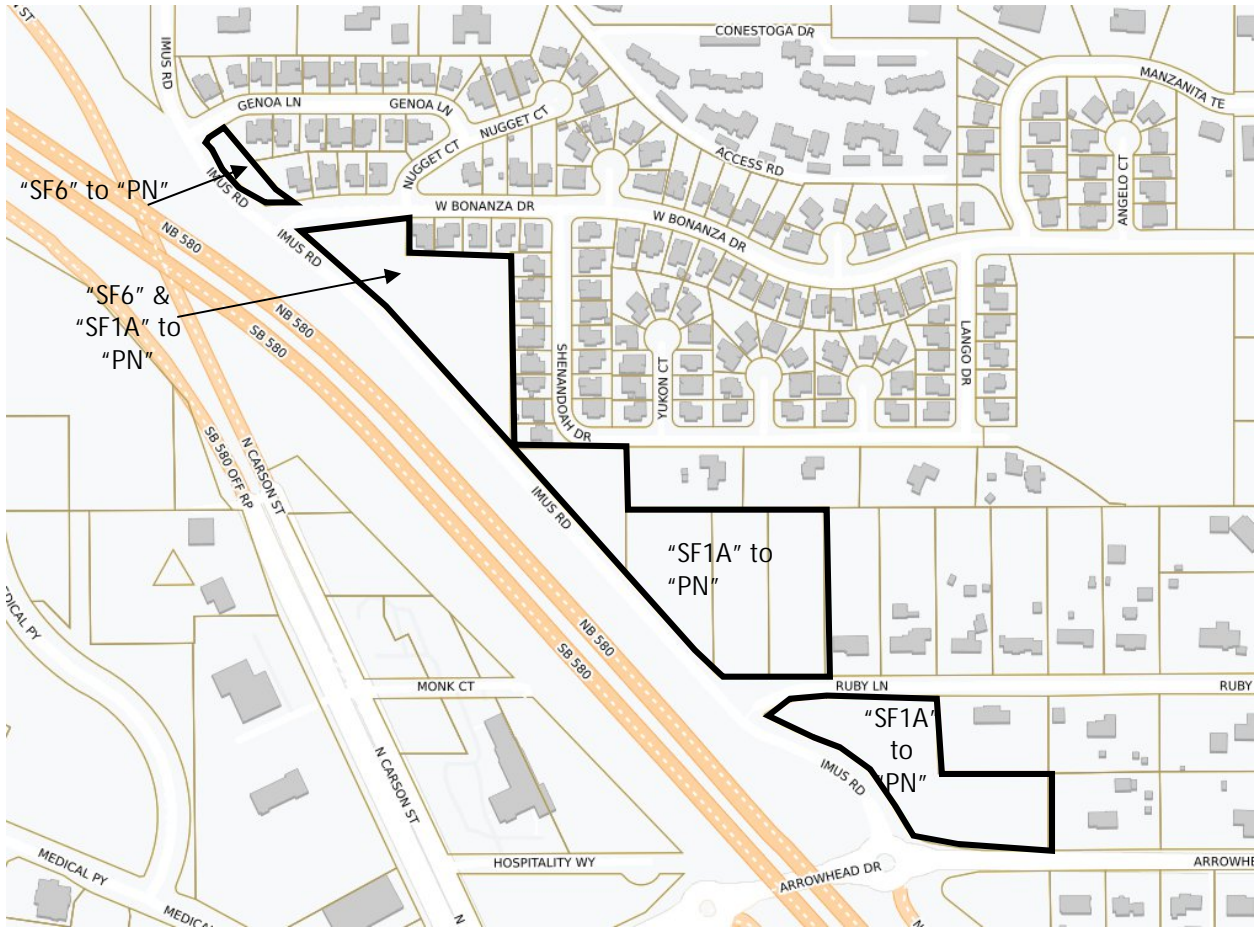 ST
IMUS RD
CONESTOGA DR
MANZANITA TE
GENOA LN
GENOA LN
NUGGET CT
NUGGET CT
ACCESS RD
ANGELO CT
“SF6” to “PN”
IMUS RD
W BONANZA DR
W BONANZA DR
NB 580
IMUS RD
“SF6” &
“SF1A” to
“PN”
NB 580
SB 580
SHENANDOAH DR
YUKON CT
LANGO DR
SB 580 OFF RP
N CARSON ST
IMUS RD
“SF1A” to
“PN”
MEDICAL PY
NB 580
SB 580
MONK CT
RUBY LN
RUBY
“SF1A”
to
“PN”
N CARSON ST
IMUS RD
MEDICAL PY
HOSPITALITY WY
ARROWHEAD DR
ARROWHE
MEDICAL
N
N